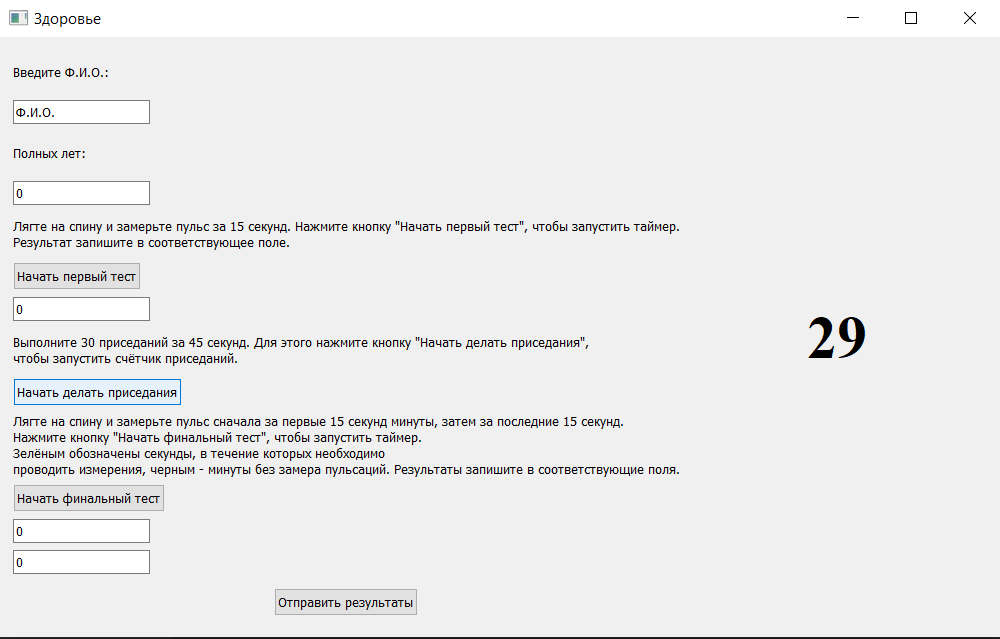 Здоровье
Введите Ф.И.О.:
Ф.И.О.
Полных лет:
0
Лягте на спину и замерьте пульс за 15 секунд. Нажмите кнопку "Начать первый тест", чтобы запустить таймер.
Результат запишите в соответствующее поле.
Начать первый тест
0
Выполните 30 приседаний за 45 секунд. Для этого нажмите кнопку "Начать делать приседания",
чтобы запустить счётчик приседаний.
29
Начать делать приседания
Лягте на спину и замерьте пульс сначала за первые 15 секунд минуты, затем за последние 15 секунд.
Нажмите кнопку "Начать финальный тест", чтобы запустить таймер.
Зелёным обозначены секунды, в течение которых необходимо
проводить измерения, черным - минуты без замера пульсаций. Результаты запишите в соответствующие поля.
Начать финальный тест
0
0
Отправить результаты